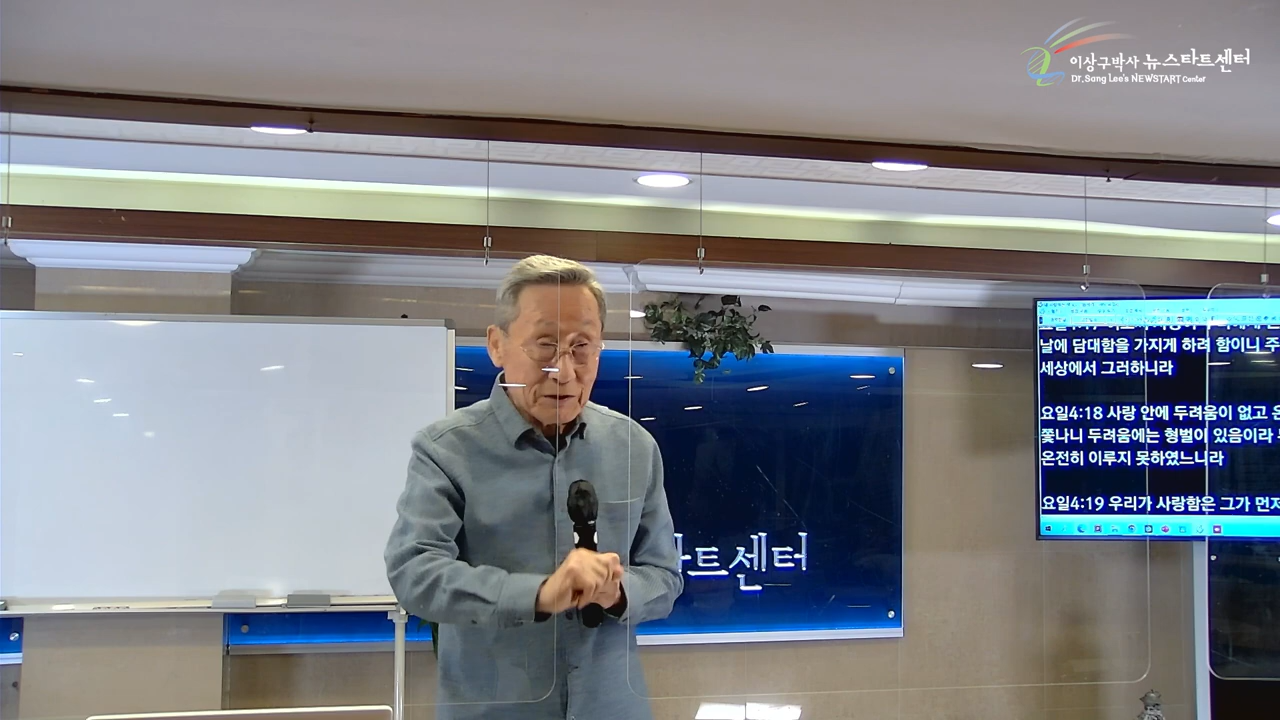 이상구박사 뉴스타트센터
Dr. Sang Lee's NEWSTART Center
날에 담대함을 가지게 하려 함이니 주
세상에서 그러하니라
요일4:18 사랑 안에 두려움이 없고 온
쫓나니 두려움에는 형벌이 있음이라
온전히 이루지 못하였느니라
요일4:19 우리가 사랑함은 그가 먼저
타트센터